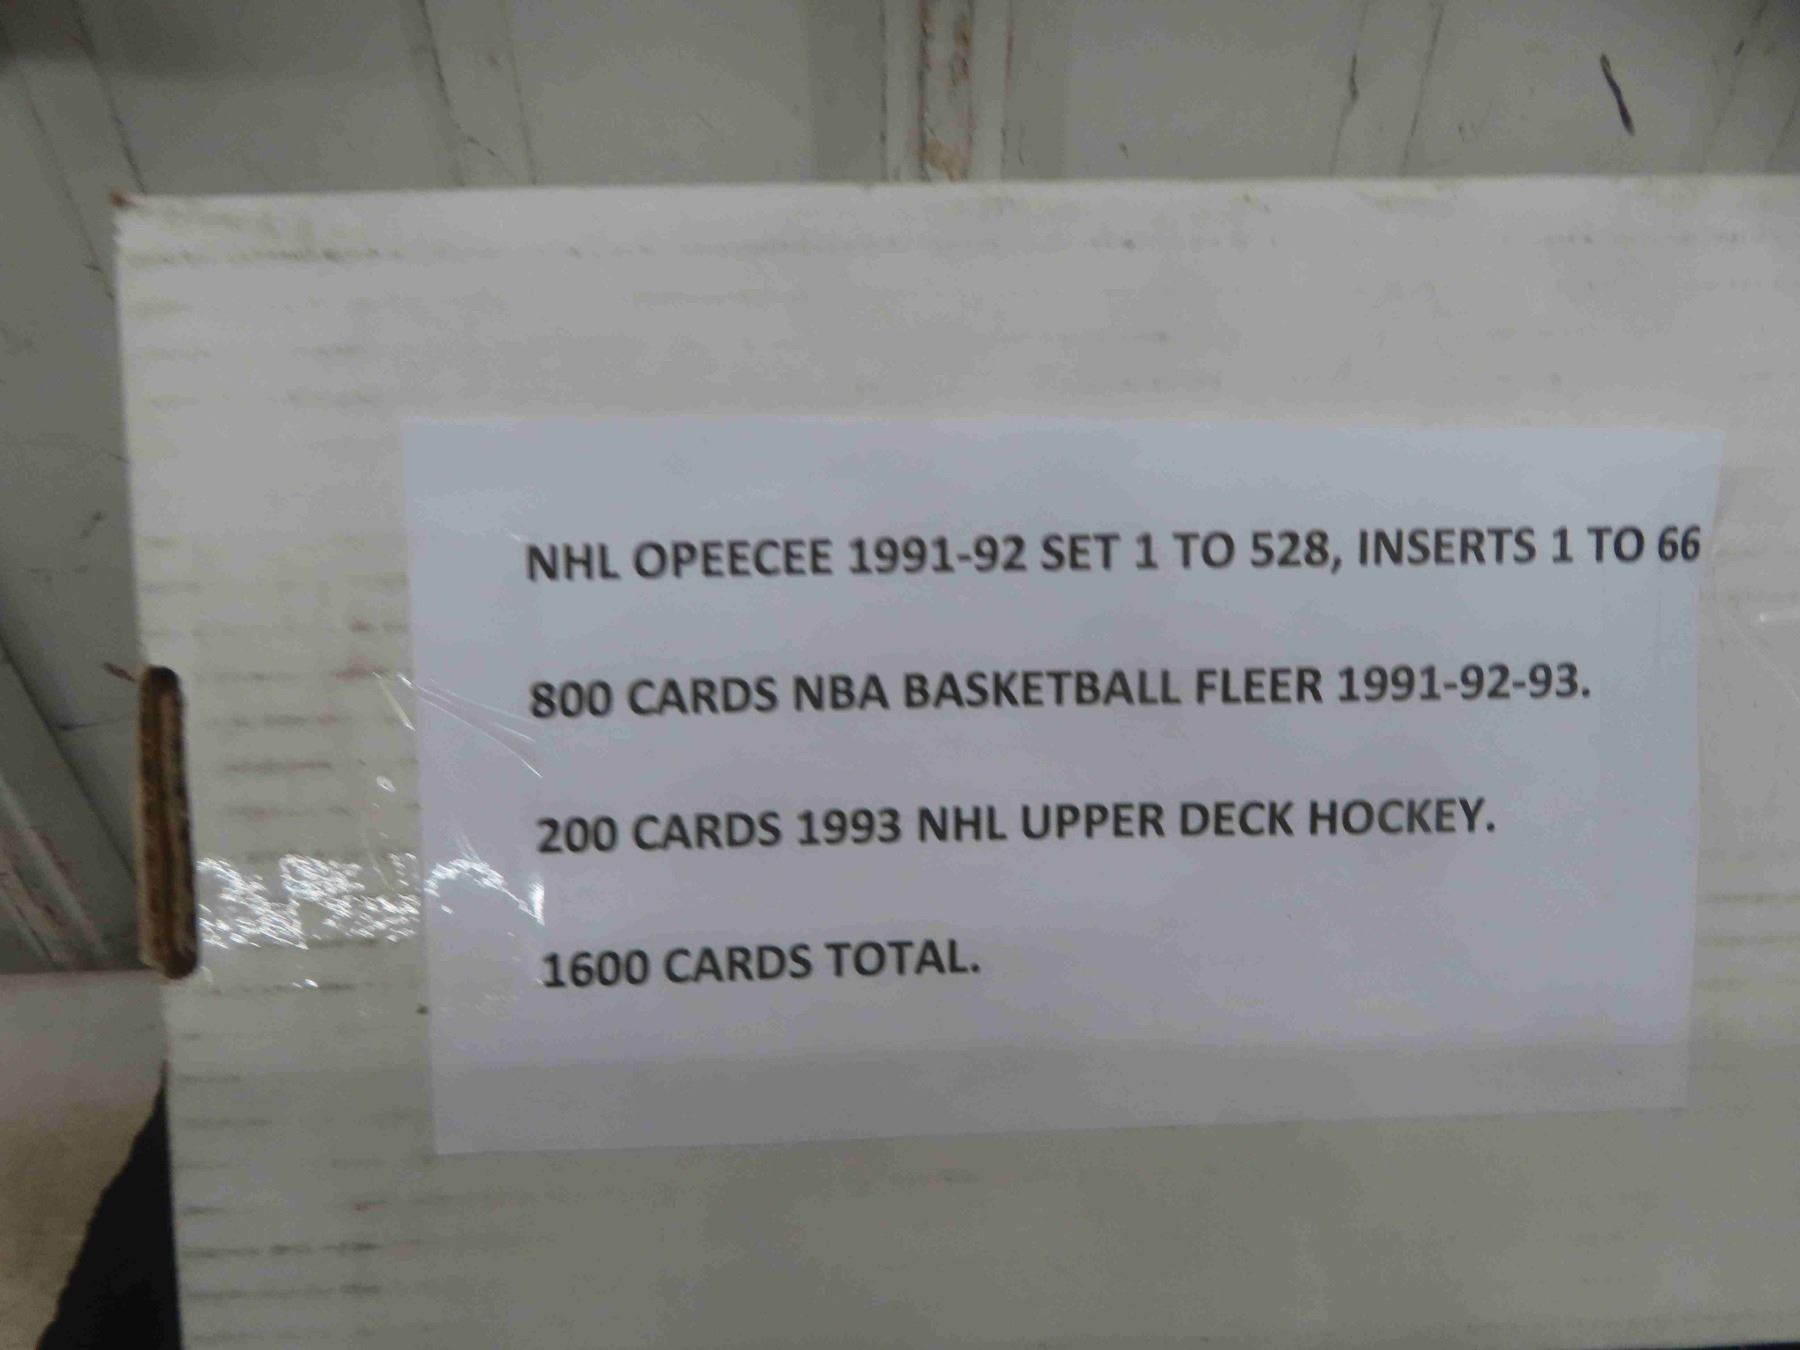 NHL OPEECEE 1991-92 SET 1 TO 528, INSERTS 1 TO 66
800 CARDS NBA BASKETBALL FLEER 1991-92-93.
200 CARDS 1993 NHL UPPER DECK HOCKEY.
1600 CARDS TOTAL.